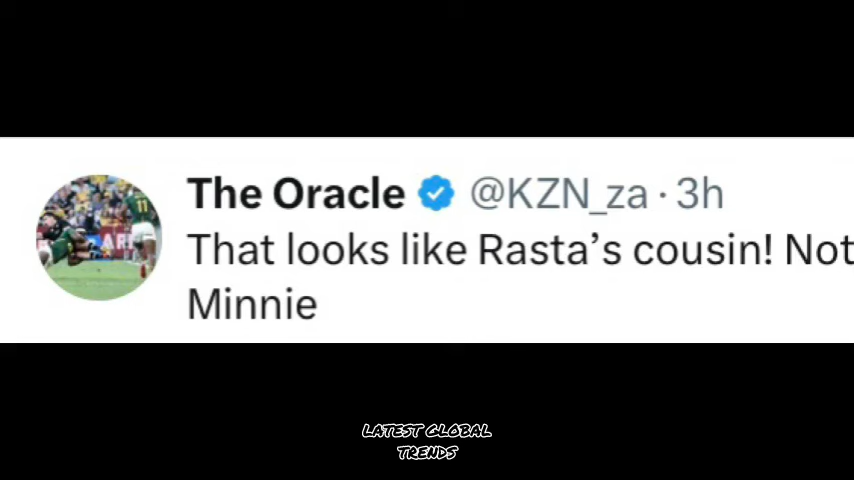 The Oracle @KZN_za · 3h
That looks like Rasta’s cousin! Not
Minnie
LATEST GLOBAL
TRENDS